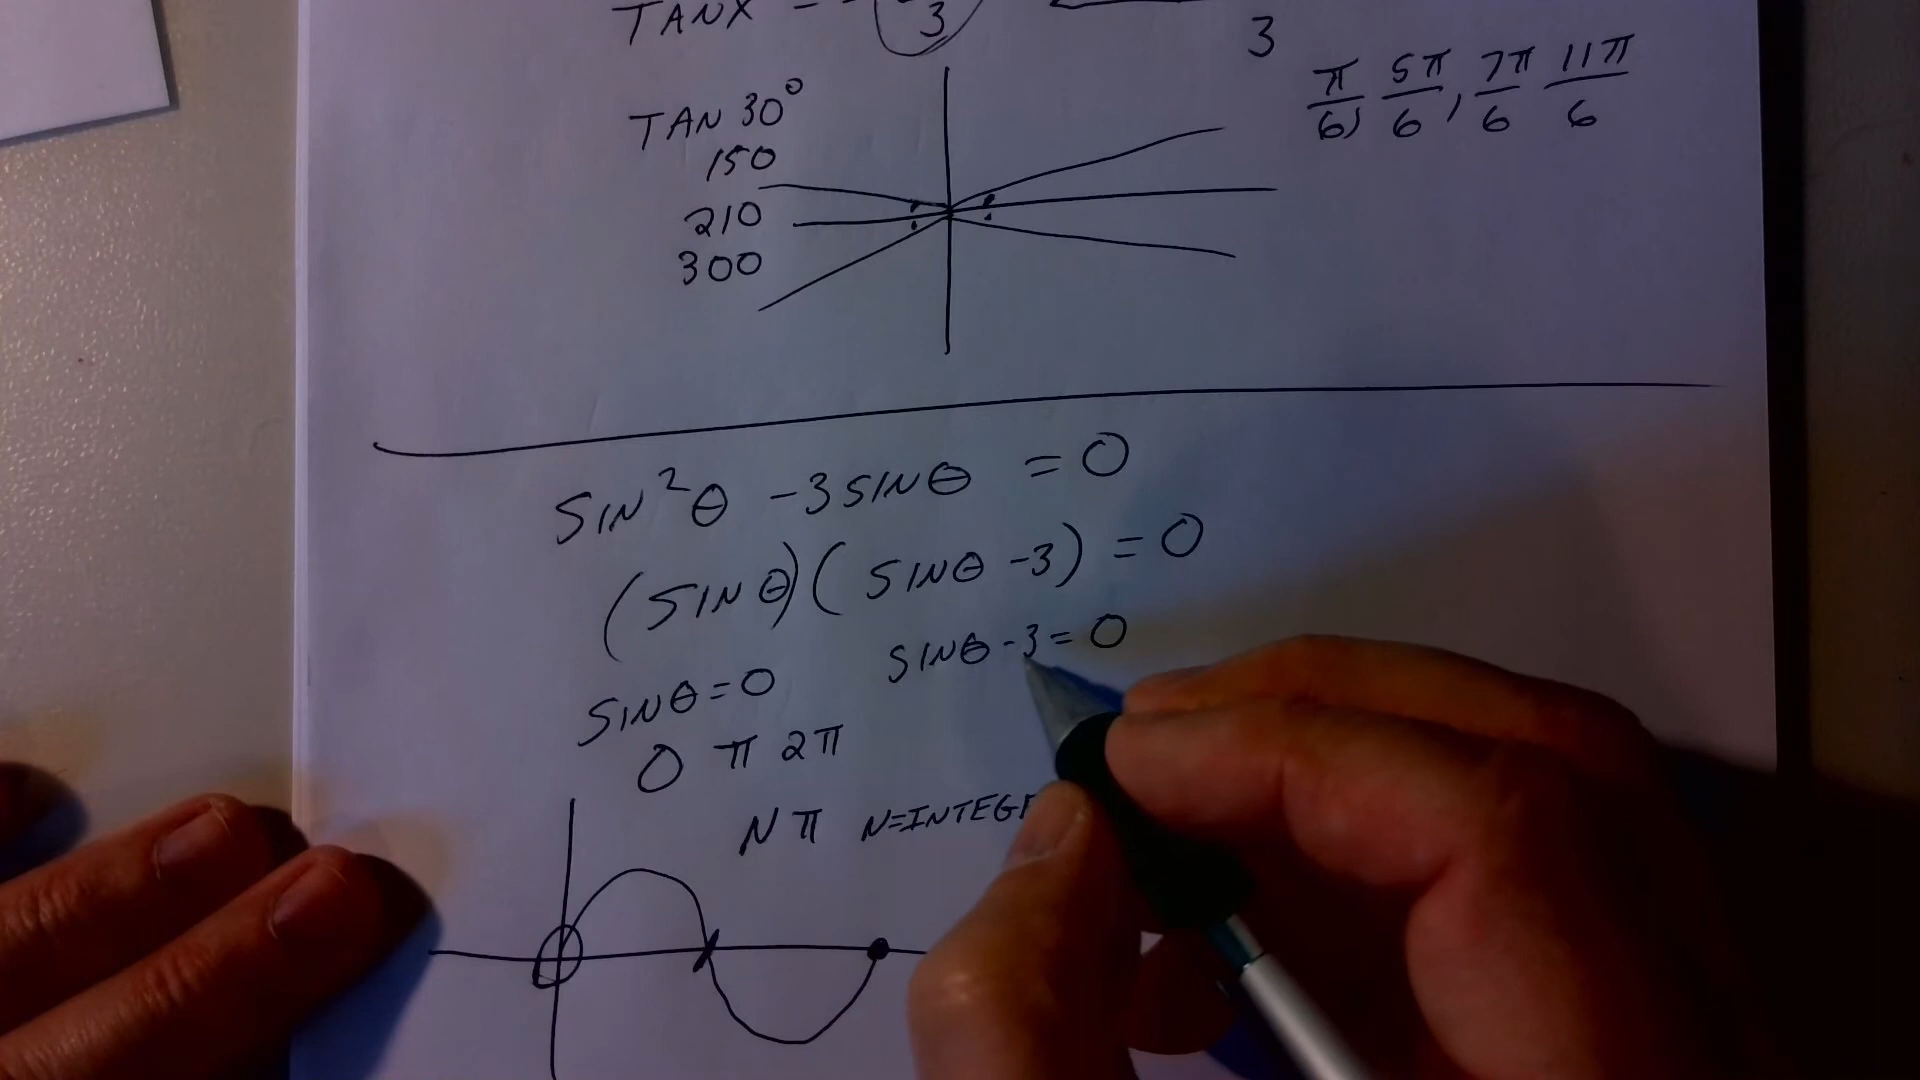 TANX - 3
3
π/6, 5π/6, 7π/6 11π/6
TAN 30°
150
210
300
SIN²θ - 3SINθ = 0
(SINθ)(SINθ - 3) = 0
SINθ = 0 SINθ - 3 = 0
0 π 2π
Nπ N=INTEG